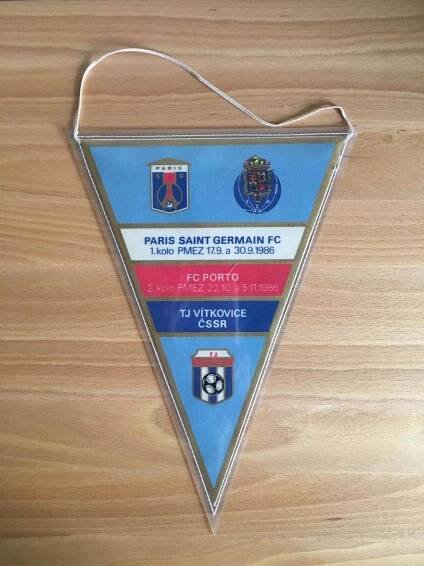 PARIS
PARIS SAINT GERMAIN FC
1. kolo PMEZ 17.9. a 30.9.1986
FC PORTO
2. kolo PMEZ 22.10. a 5.11.1986
TJ VÍTKOVICE
ČSSR
TJ